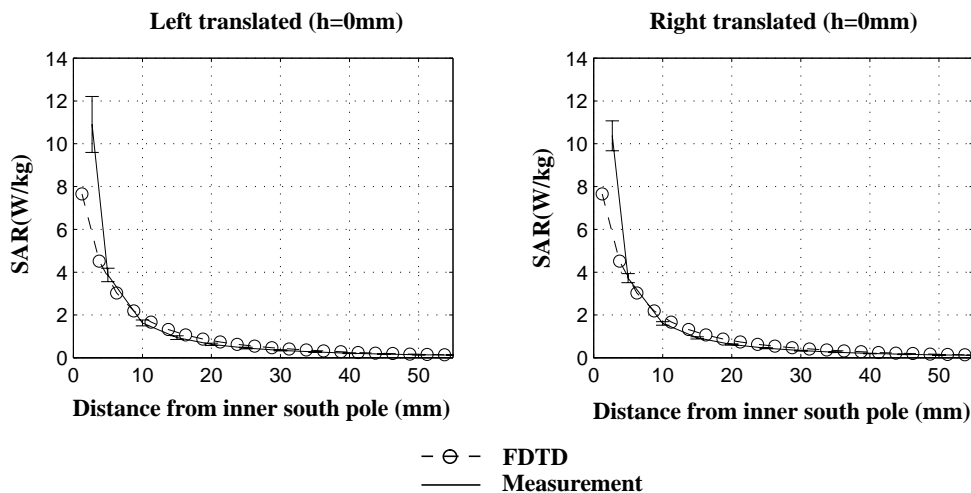 Left translated (h=0mm)
14
12
10
8
6
4
2
0
SAR(W/kg)
0 10 20 30 40 50
Distance from inner south pole (mm)
Right translated (h=0mm)
14
12
10
8
6
4
2
0
SAR(W/kg)
0 10 20 30 40 50
Distance from inner south pole (mm)
FDTD
Measurement